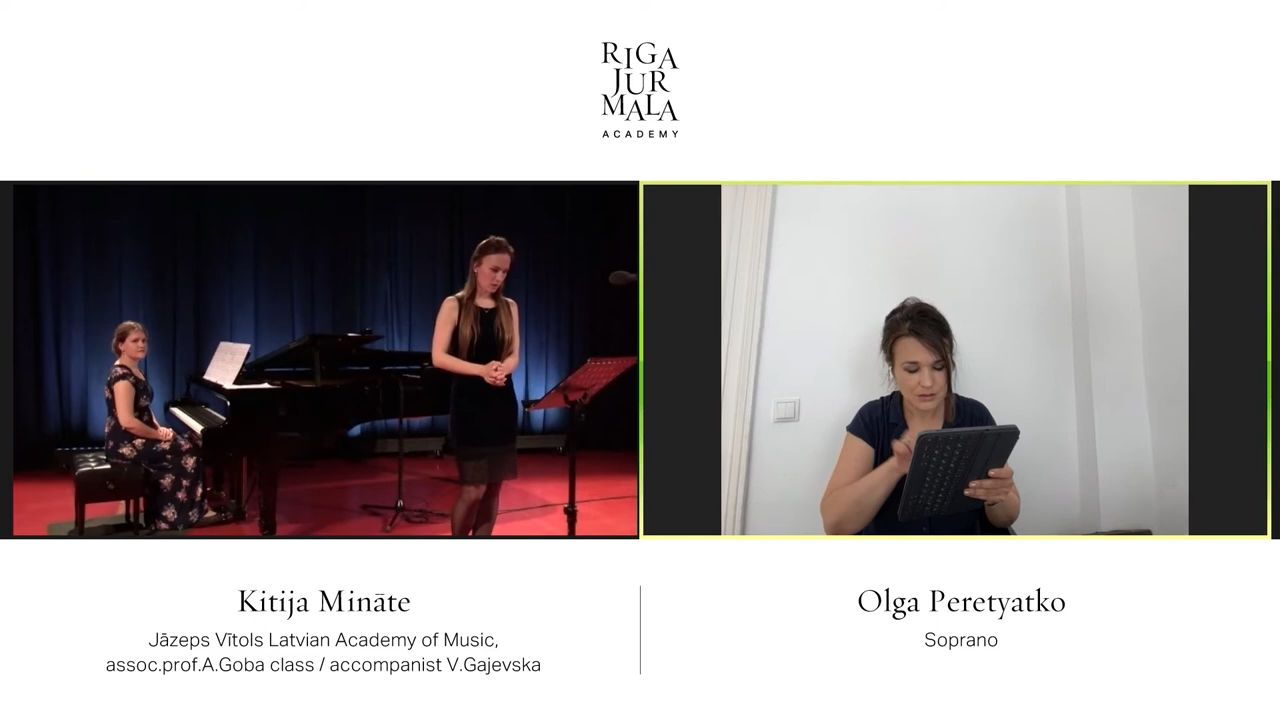 RIGA
JUR
MALA
ACADEMY
Kitija Mināte
Jāzeps Vītols Latvian Academy of Music,
assoc.prof.A.Goba class / accompanist V.Gajevska
Olga Peretyatko
Soprano